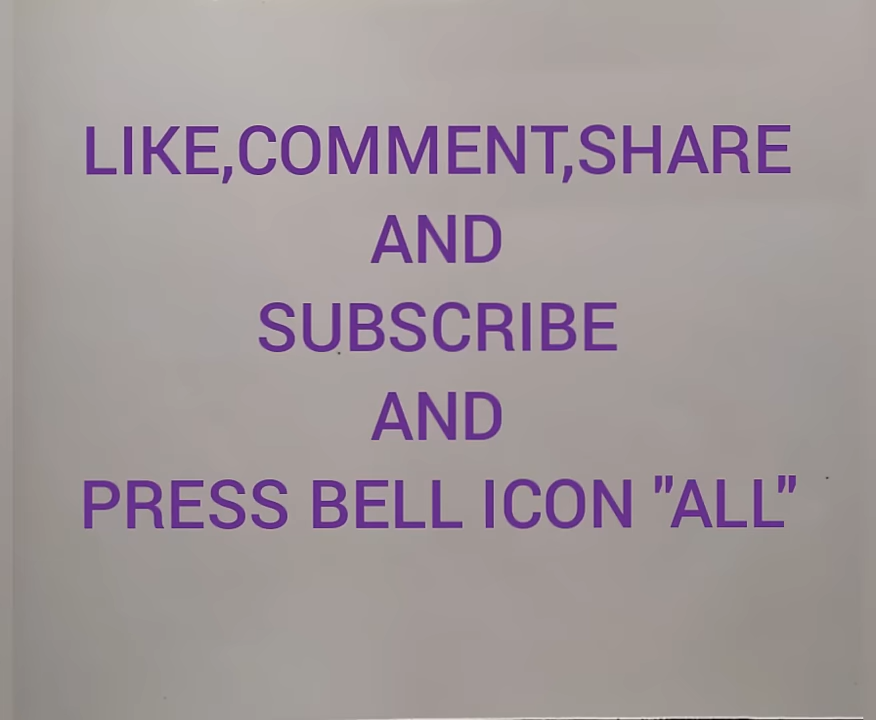 LIKE,COMMENT,SHARE
AND
SUBSCRIBE
AND
PRESS BELL ICON "ALL"